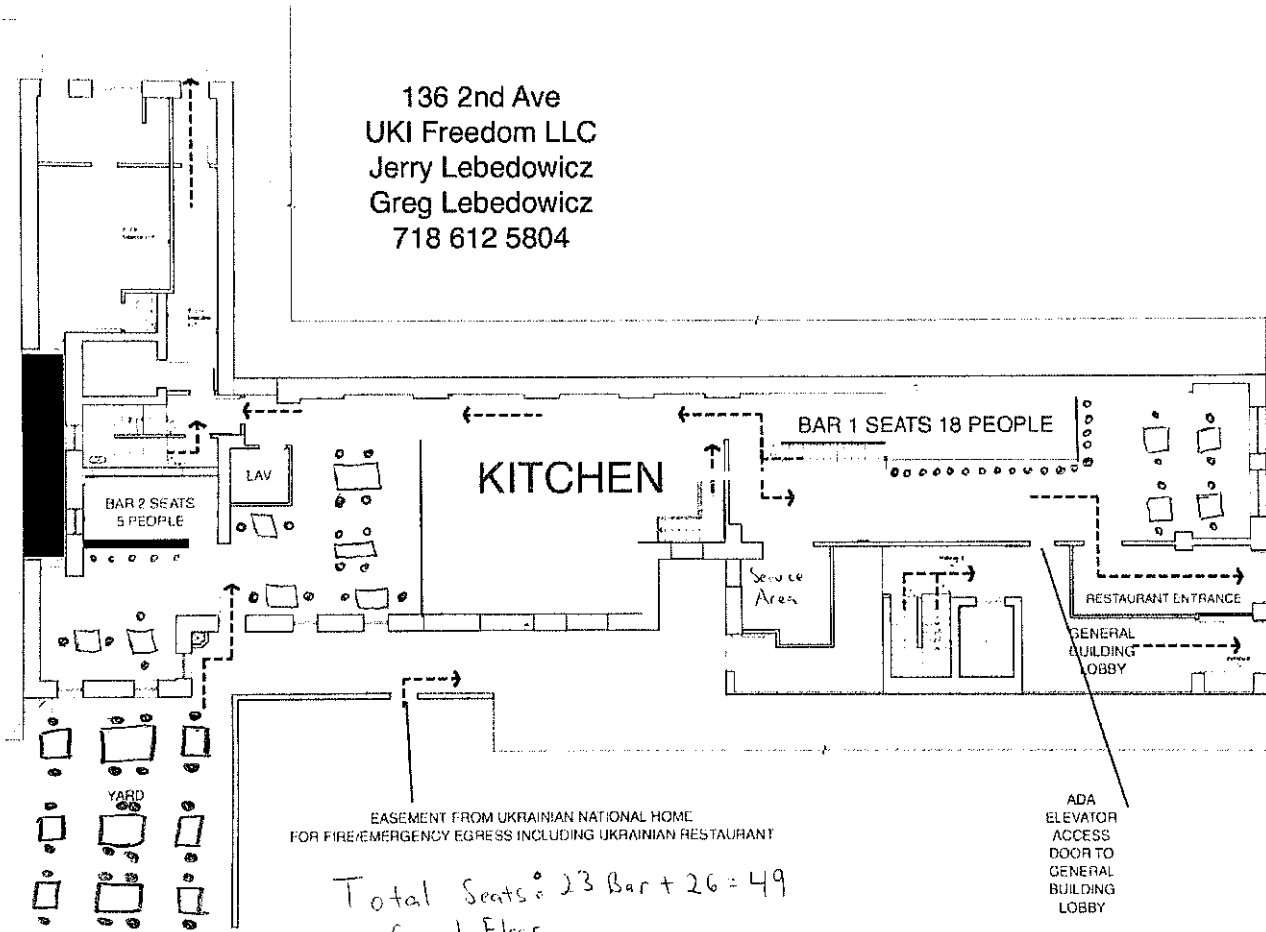 136 2nd Ave
UKI Freedom LLC
Jerry Lebedowicz
Greg Lebedowicz
718 612 5804
BAR 1 SEATS 18 PEOPLE
KITCHEN
LAV
BAR 2 SEATS
5 PEOPLE
Service
Area
RESTAURANT ENTRANCE
GENERAL
BUILDING
LOBBY
YARD
EASEMENT FROM UKRAINIAN NATIONAL HOME
FOR FIRE/EMERGENCY EGRESS INCLUDING UKRAINIAN RESTAURANT
ADA
ELEVATOR
ACCESS
DOOR TO
GENERAL
BUILDING
LOBBY
Total Seats: 23 Bar + 26 = 49